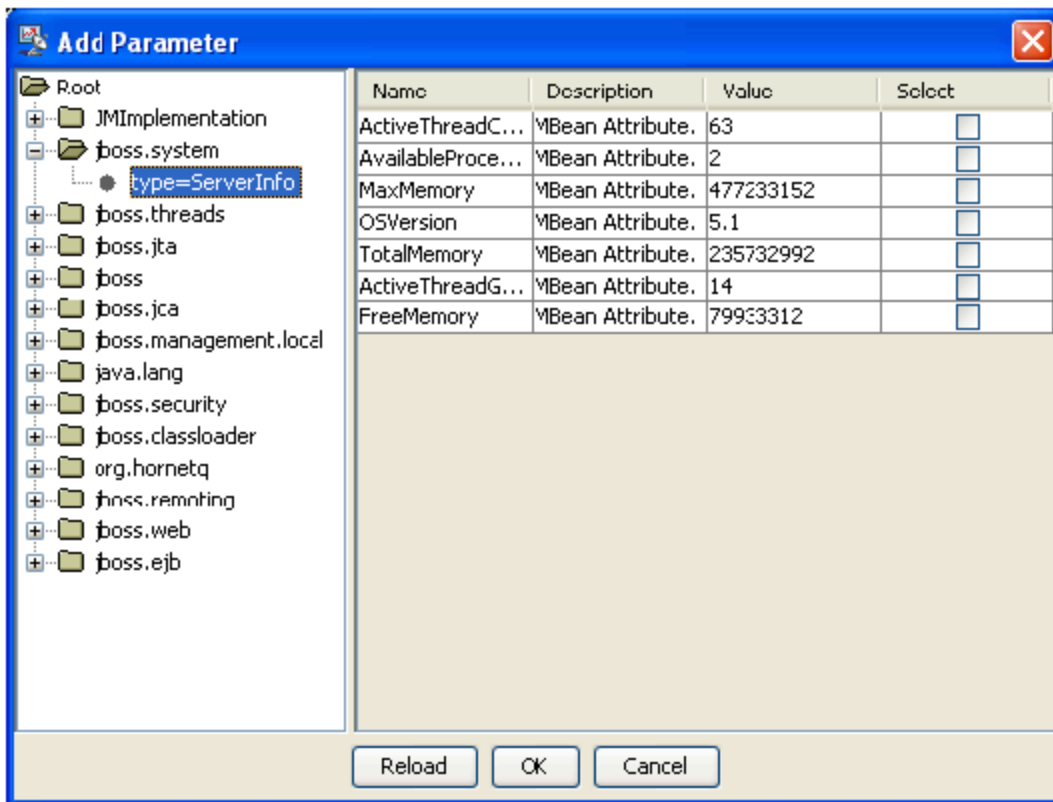 Add Parameter
Root
JMImplementation
jboss.system
type=ServerInfo
jboss.threads
jboss.jta
jboss
jboss.jca
jboss.management.local
java.lang
jboss.security
jboss.classloader
org.hornetq
jboss.remoting
jboss.web
jboss.ejb
Name Description Value Select
ActiveThreadC... MBean Attribute. 63
AvailableProce... MBean Attribute. 2
MaxMemory MBean Attribute. 477233152
OSVersion MBean Attribute. 5.1
TotalMemory MBean Attribute. 235732992
ActiveThreadG... MBean Attribute. 14
FreeMemory MBean Attribute. 79933312
Reload OK Cancel